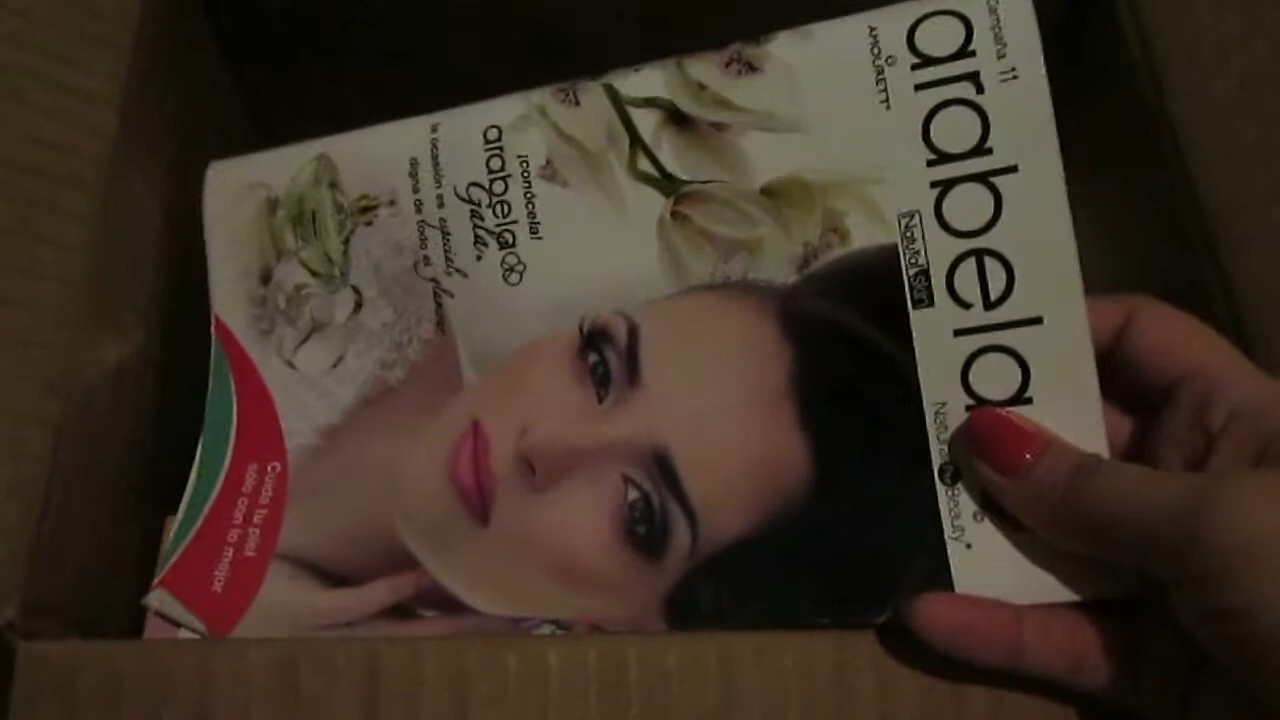 Campaña 11
arabela
AMOURETT
Natural Skin
Natural Beauty
¡conócela!
arabela
Gala
la ocasión es especial,
digna de todo el glamour
Cuida tu piel
sólo con lo mejor